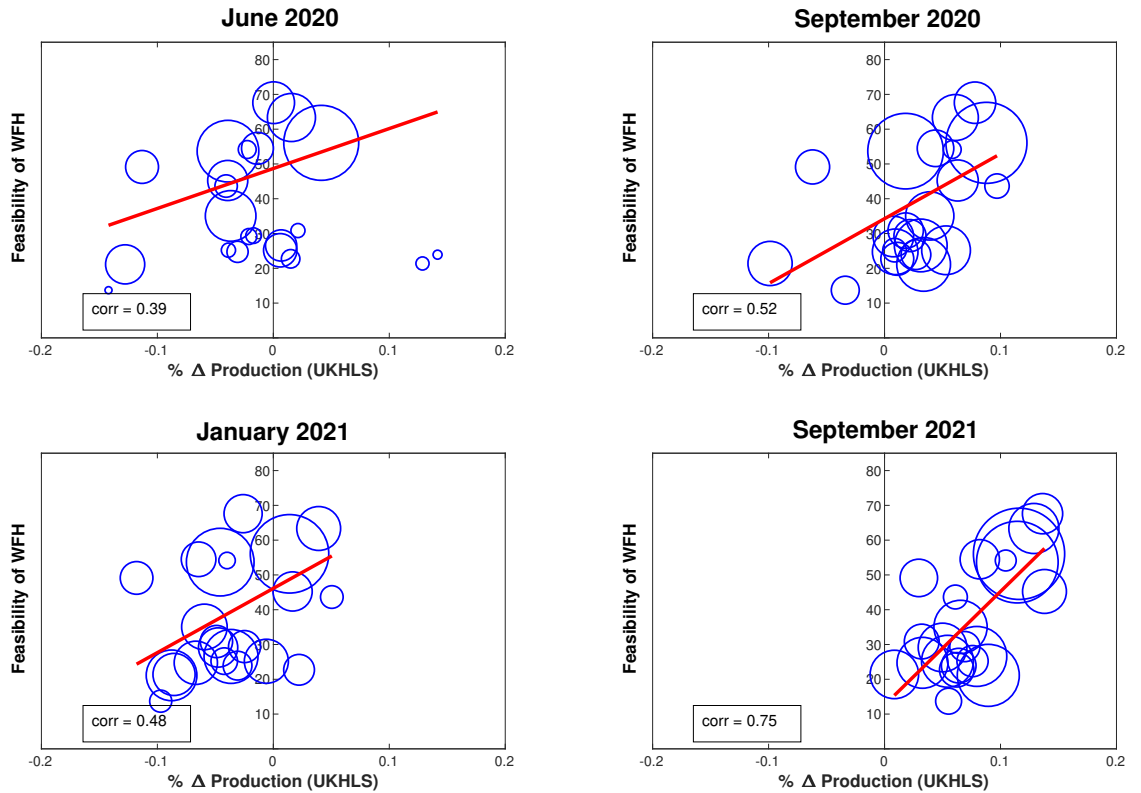 June 2020
Feasibility of WFH
80
70
60
50
40
30
20
10
corr = 0.39
-0.2 -0.1 0 0.1 0.2
% Δ Production (UKHLS)
September 2020
Feasibility of WFH
80
70
60
50
40
30
20
10
corr = 0.52
-0.2 -0.1 0 0.1 0.2
% Δ Production (UKHLS)
January 2021
Feasibility of WFH
80
70
60
50
40
30
20
10
corr = 0.48
-0.2 -0.1 0 0.1 0.2
% Δ Production (UKHLS)
September 2021
Feasibility of WFH
80
70
60
50
40
30
20
10
corr = 0.75
-0.2 -0.1 0 0.1 0.2
% Δ Production (UKHLS)